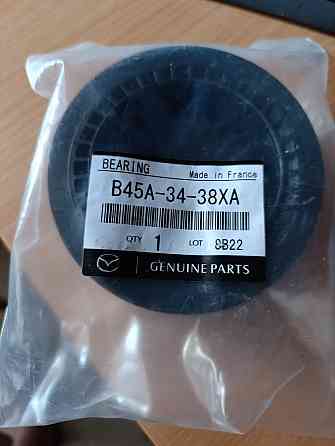 BEARING
Made in France
B45A-34-38XA
QTY 1 LOT 8B22
GENUINE PARTS